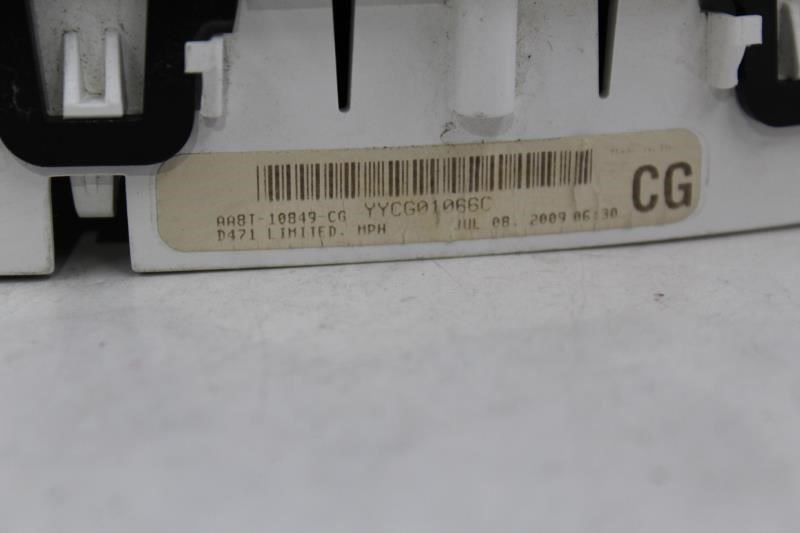 CG
AA8T-10849-CG YYCG01066C
D471 LIMITED. MPH JUL 08. 2009 06:30